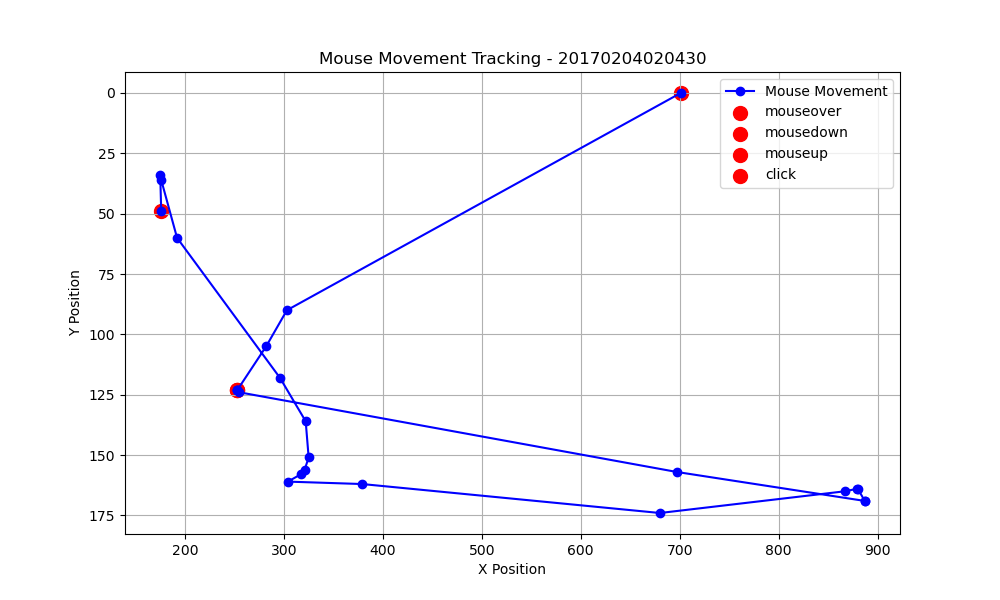 Mouse Movement Tracking - 20170204020430
Mouse Movement
mouseover
mousedown
mouseup
click
0
25
50
75
100
125
150
175
Y Position
200 300 400 500 600 700 800 900
X Position